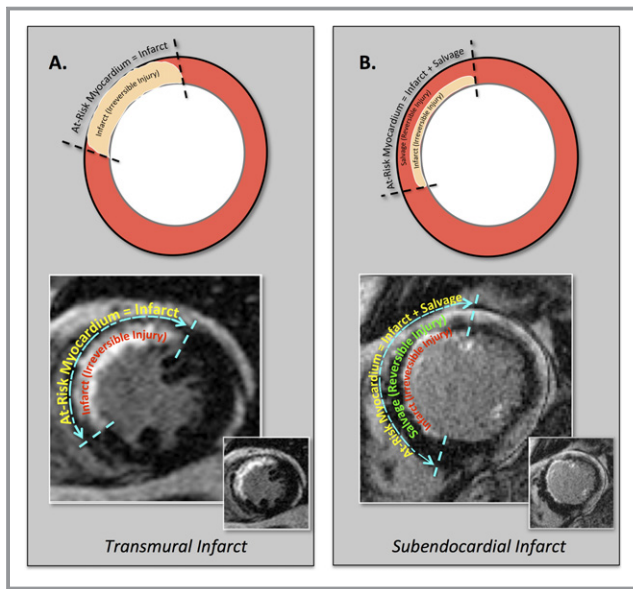 A.
At-Risk Myocardium = Infarct
Infarct (Irreversible Injury)
At-Risk Myocardium = Infarct
Infarct (Irreversible Injury)
Transmural Infarct
B.
At-Risk Myocardium = Infarct + Salvage
Salvage (Reversible Injury)
Infarct (Irreversible Injury)
At-Risk Myocardium = Infarct + Salvage
Salvage (Reversible Injury)
Infarct (Irreversible Injury)
Subendocardial Infarct